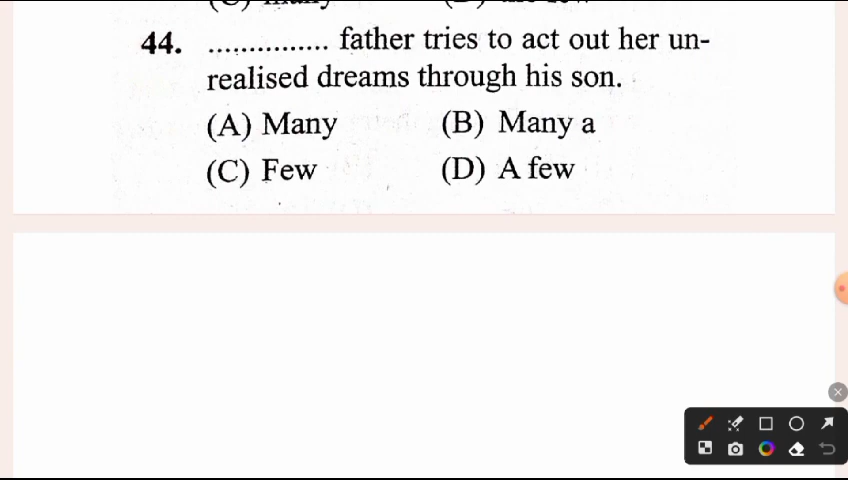 44. ............... father tries to act out her un-
realised dreams through his son.
(A) Many (B) Many a
(C) Few (D) A few